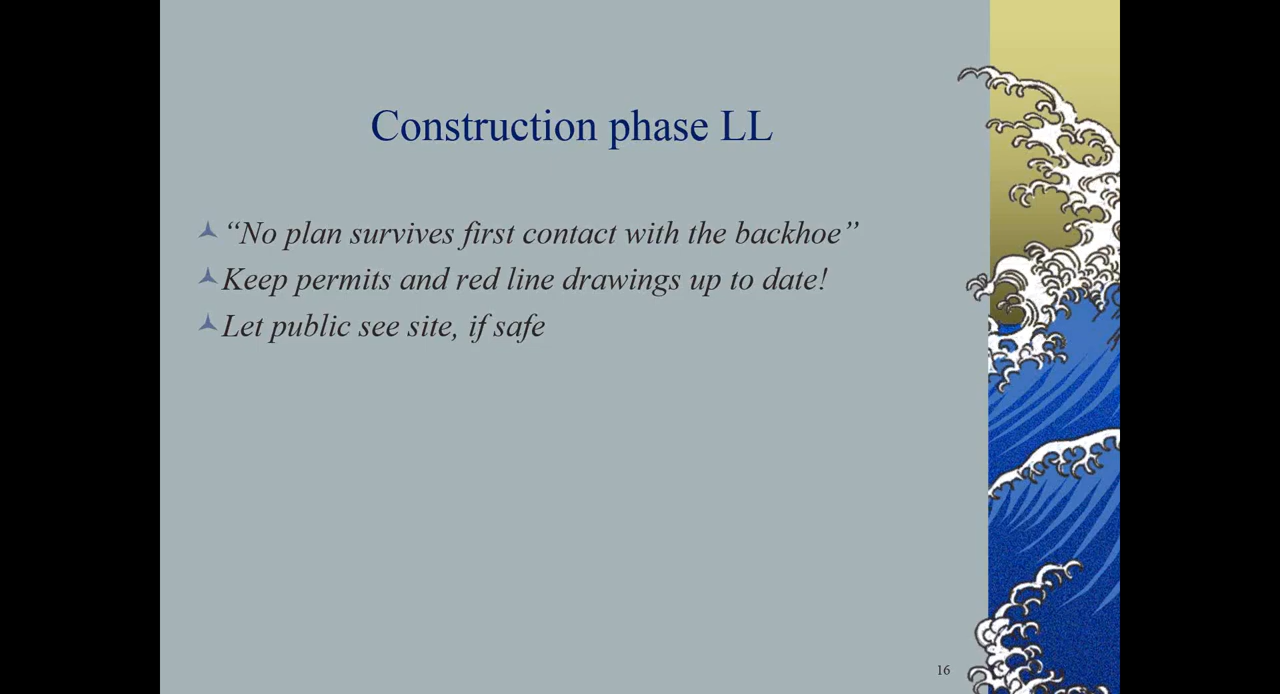 Construction phase LL
“No plan survives first contact with the backhoe”
Keep permits and red line drawings up to date!
Let public see site, if safe
16